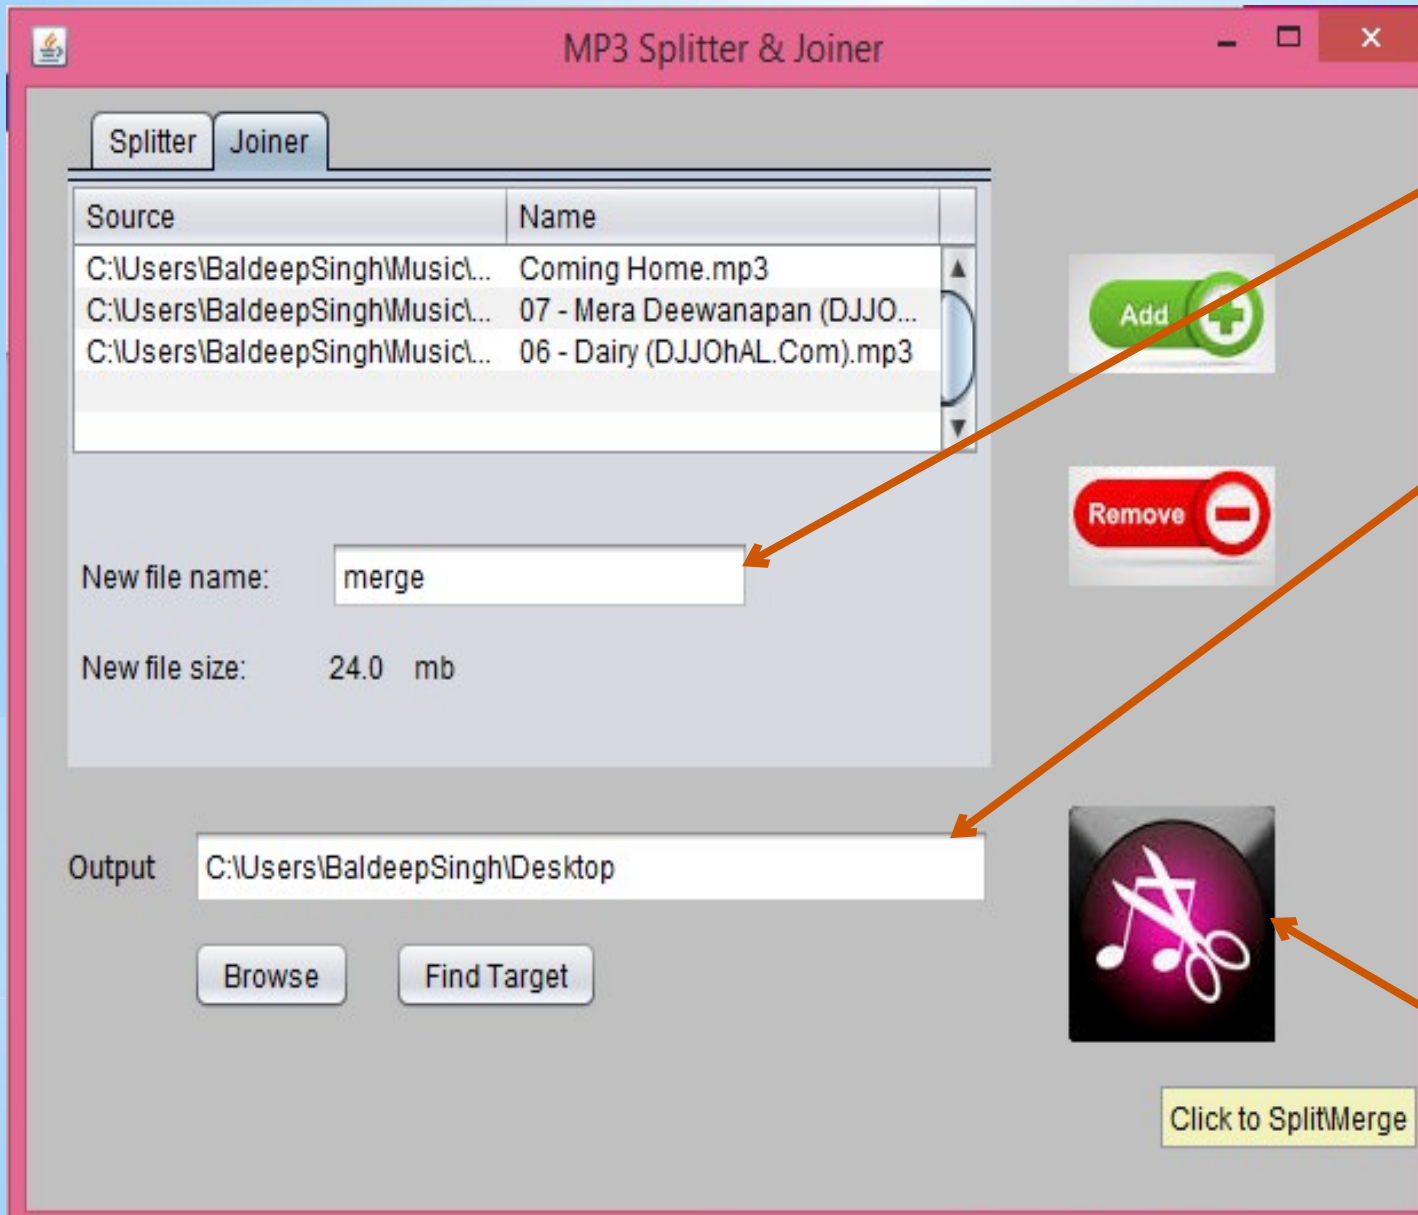 MP3 Splitter & Joiner
Splitter Joiner
Source Name
C:\Users\BaldeepSingh\Music\... Coming Home.mp3
C:\Users\BaldeepSingh\Music\... 07 - Mera Deewanapan (DJJO...
C:\Users\BaldeepSingh\Music\... 06 - Dairy (DJJOhAL.Com).mp3
Add
Remove
New file name: merge
New file size: 24.0 mb
Output C:\Users\BaldeepSingh\Desktop
Browse Find Target
Click to Split\Merge